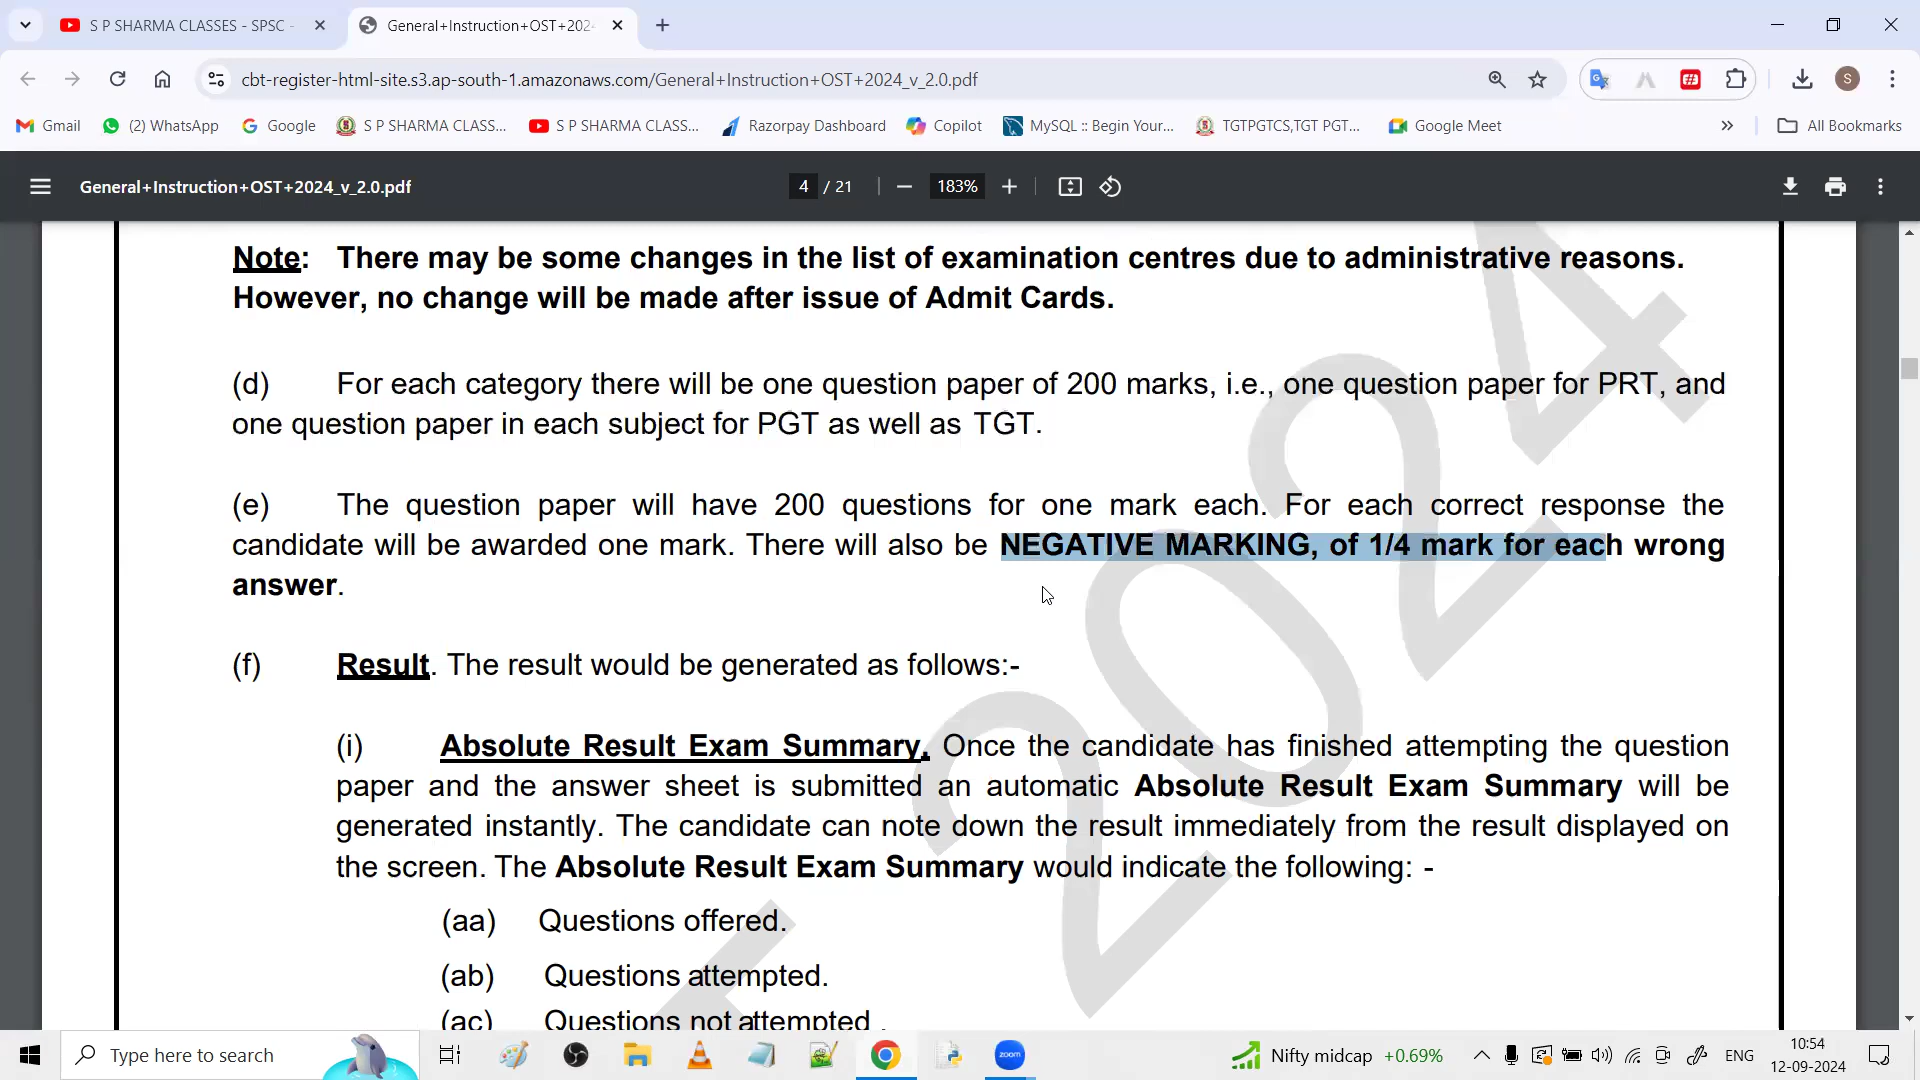 S P SHARMA CLASSES - SPSC -
General+Instruction+OST+202
cbt-register-html-site.s3.ap-south-1.amazonaws.com/General+Instruction+OST+2024_v_2.0.pdf
S
Gmail
(2) WhatsApp
Google
S P SHARMA CLASS...
S P SHARMA CLASS...
Razorpay Dashboard
Copilot
MySQL :: Begin Your...
TGTPGTCS,TGT PGT...
Google Meet
All Bookmarks
General+Instruction+OST+2024_v_2.0.pdf
4 / 21
183%
Note: There may be some changes in the list of examination centres due to administrative reasons.
However, no change will be made after issue of Admit Cards.
(d) For each category there will be one question paper of 200 marks, i.e., one question paper for PRT, and
one question paper in each subject for PGT as well as TGT.
(e) The question paper will have 200 questions for one mark each. For each correct response the
candidate will be awarded one mark. There will also be NEGATIVE MARKING, of 1/4 mark for each wrong
answer.
(f) Result. The result would be generated as follows:-
(i) Absolute Result Exam Summary. Once the candidate has finished attempting the question
paper and the answer sheet is submitted an automatic Absolute Result Exam Summary will be
generated instantly. The candidate can note down the result immediately from the result displayed on
the screen. The Absolute Result Exam Summary would indicate the following: -
(aa) Questions offered.
(ab) Questions attempted.
(ac) Questions not attempted .
2024
Type here to search
zoom
Nifty midcap +0.69%
ENG
10:54
12-09-2024